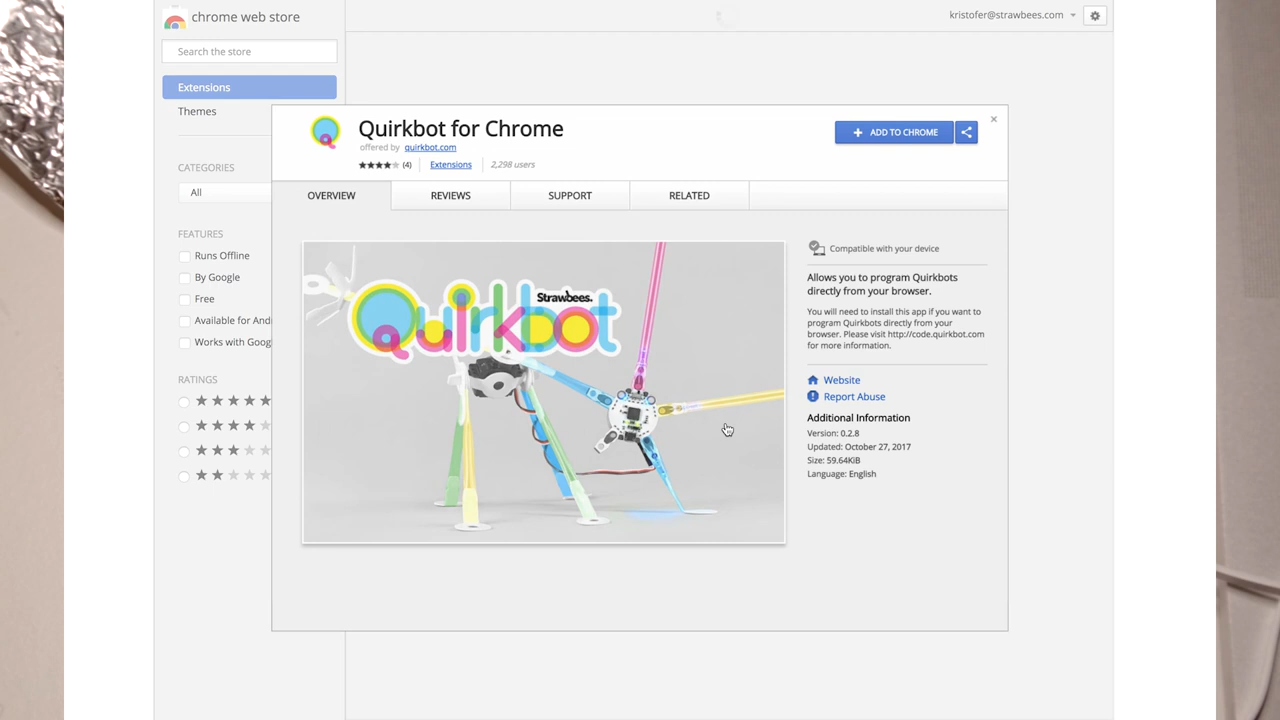 chrome web store
kristofer@strawbees.com
Search the store
Extensions
Themes
CATEGORIES
All
FEATURES
Runs Offline
By Google
Free
Available for And
Works with Goog
RATINGS
Quirkbot for Chrome
offered by quirkbot.com
(4)
Extensions
2,298 users
ADD TO CHROME
OVERVIEW
REVIEWS
SUPPORT
RELATED
Strawbees.
Quirkbot
Compatible with your device
Allows you to program Quirkbots
directly from your browser.
You will need to install this app if you want to
program Quirkbots directly from your
browser. Please visit http://code.quirkbot.com
for more information.
Website
Report Abuse
Additional Information
Version: 0.2.8
Updated: October 27, 2017
Size: 59.64KiB
Language: English